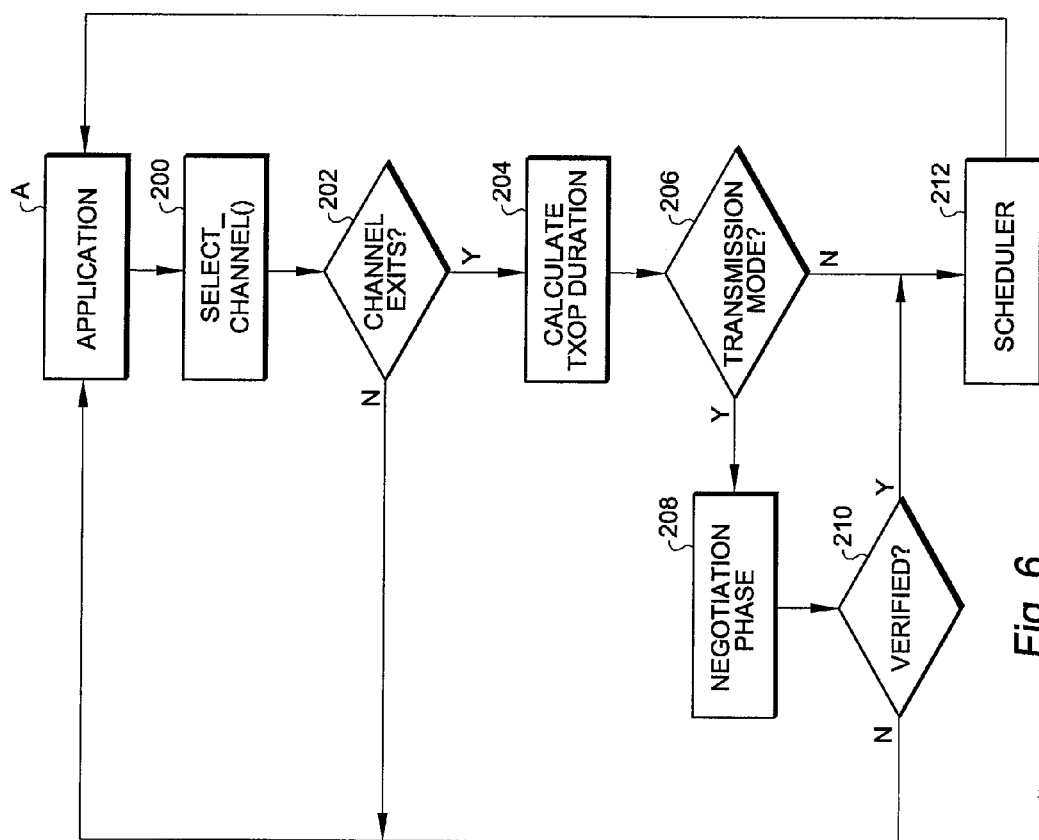 A
APPLICATION
200
SELECT_
CHANNEL()
202
CHANNEL
EXITS?
N
Y
204
CALCULATE
TXOP DURATION
206
TRANSMISSION
MODE?
Y
N
208
NEGOTIATION
PHASE
210
VERIFIED?
Y
N
212
SCHEDULER
Fig. 6